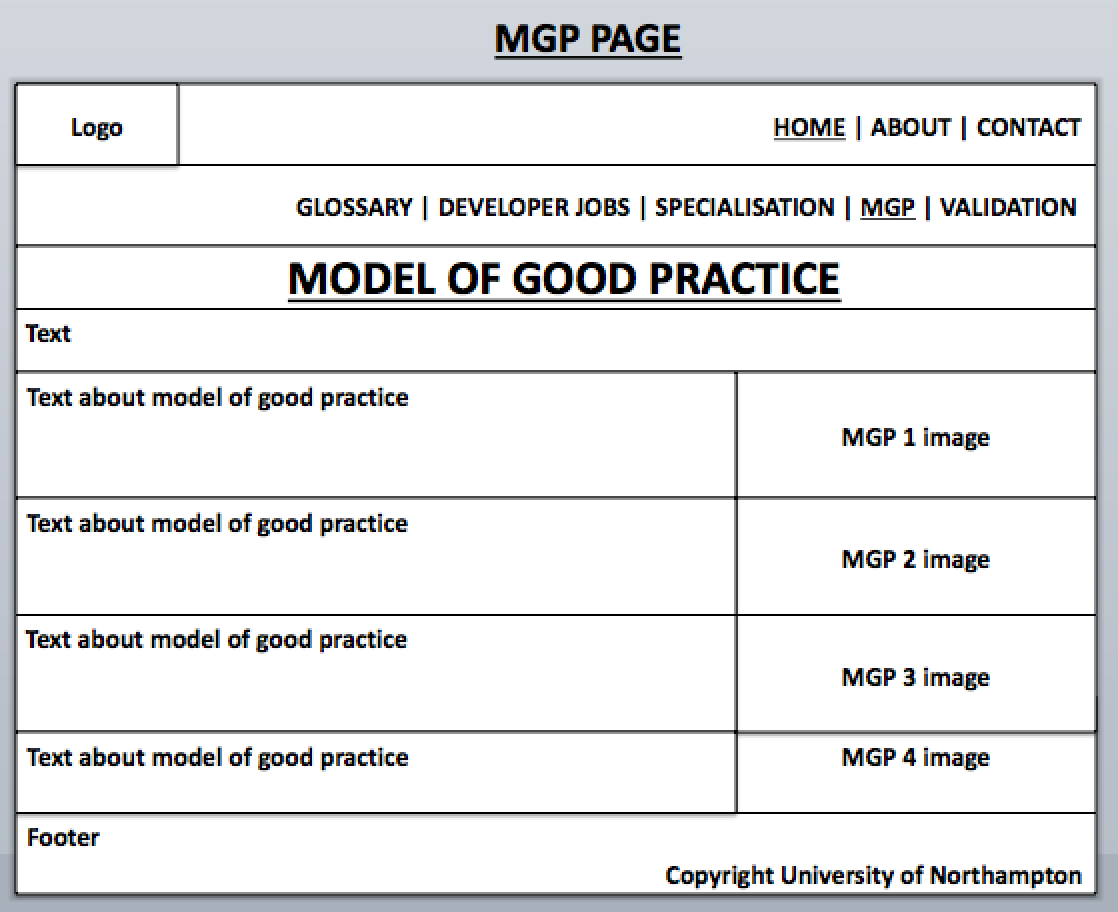 MGP PAGE
Logo
HOME | ABOUT | CONTACT
GLOSSARY | DEVELOPER JOBS | SPECIALISATION | MGP | VALIDATION
MODEL OF GOOD PRACTICE
Text
Text about model of good practice
MGP 1 image
Text about model of good practice
MGP 2 image
Text about model of good practice
MGP 3 image
Text about model of good practice
MGP 4 image
Footer
Copyright University of Northampton